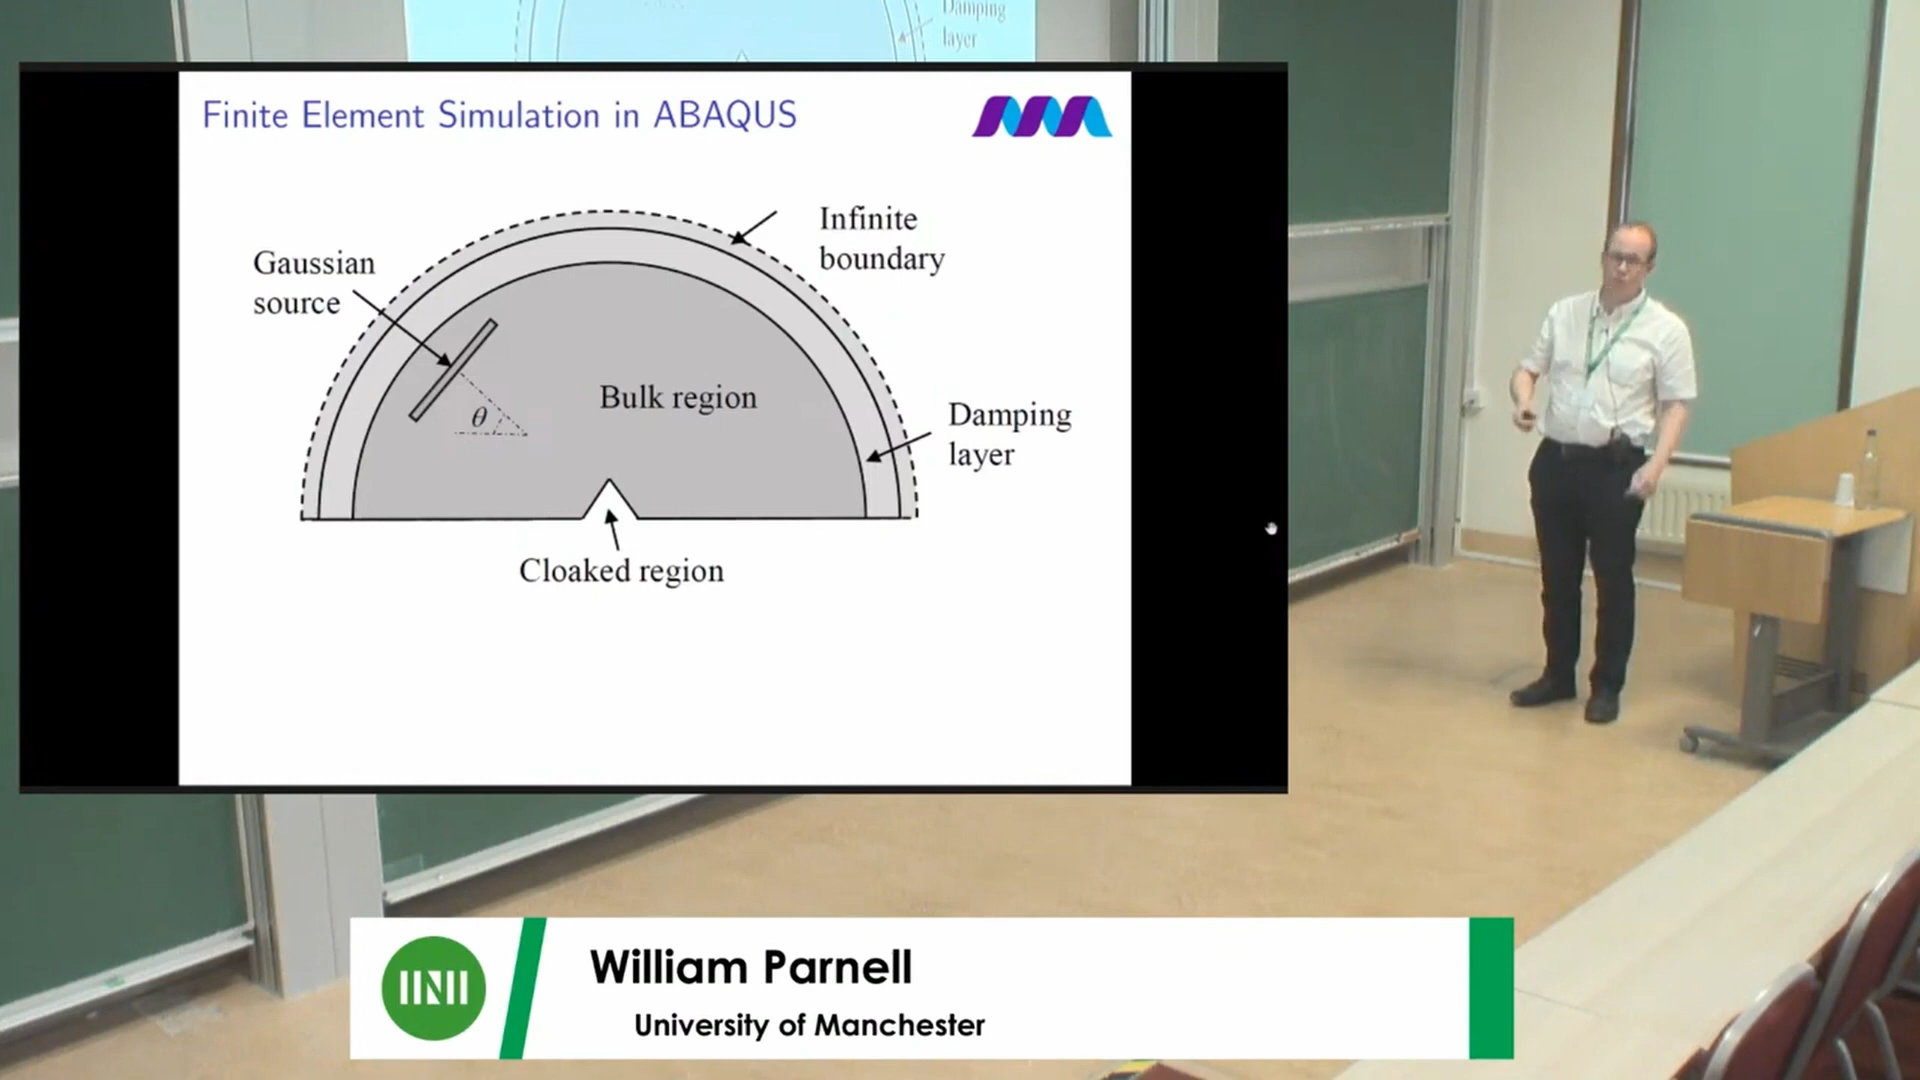 Damping
layer
Finite Element Simulation in ABAQUS
Infinite
boundary
Gaussian
source
Bulk region
θ
Damping
layer
Cloaked region
William Parnell
University of Manchester